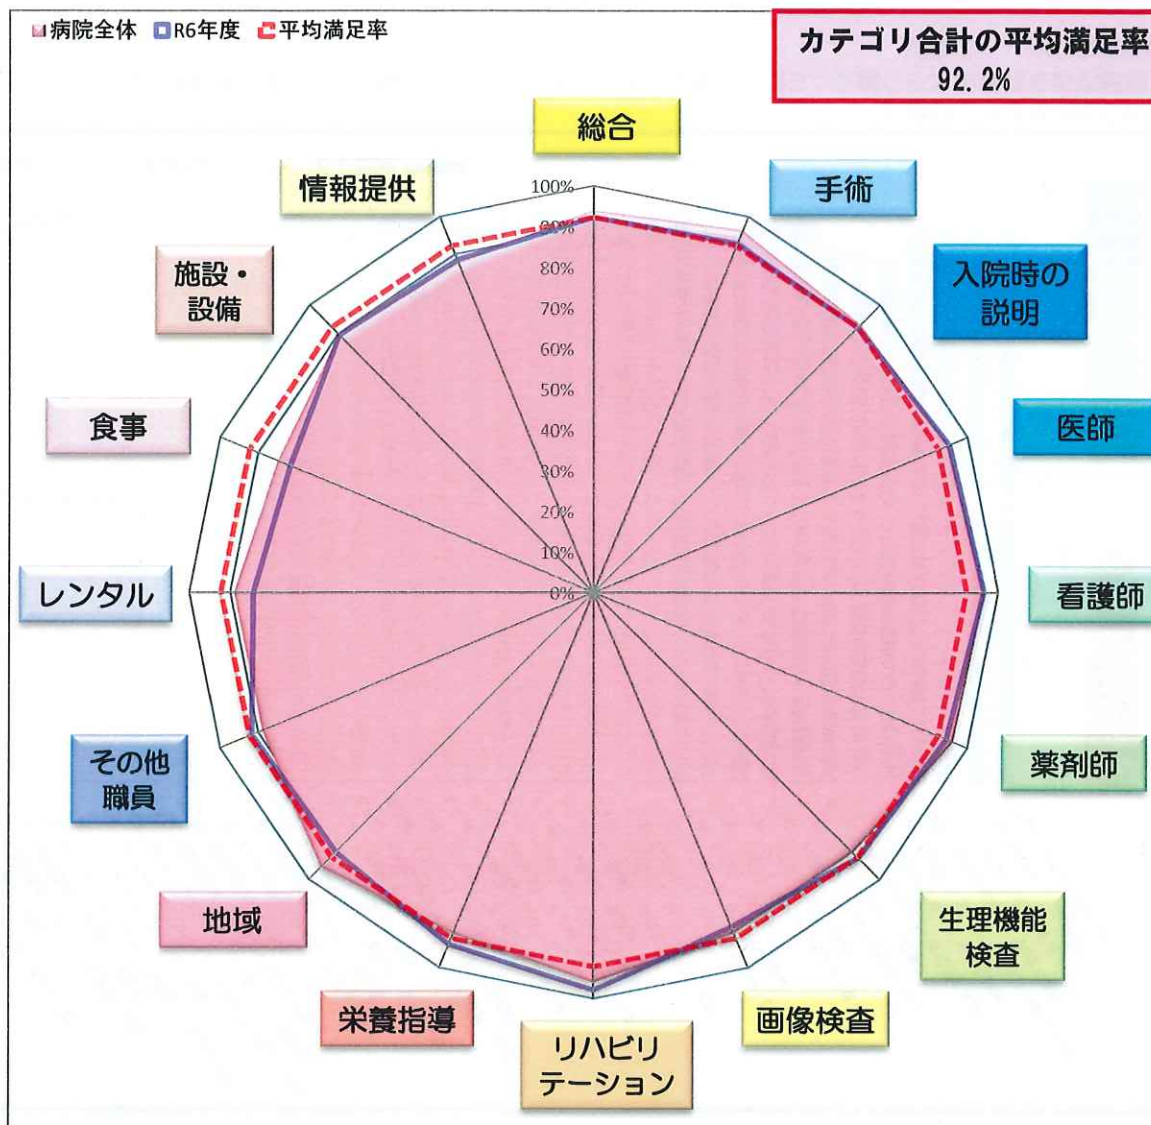 病院全体 R6年度 平均満足率
カテゴリ合計の平均満足率
92.2%
総合
情報提供
手術
施設・
設備
入院時の
説明
食事
医師
レンタル
看護師
その他
職員
薬剤師
地域
生理機能
検査
栄養指導
画像検査
リハビリ
テーション
100%
90%
80%
70%
60%
50%
40%
30%
20%
10%
0%